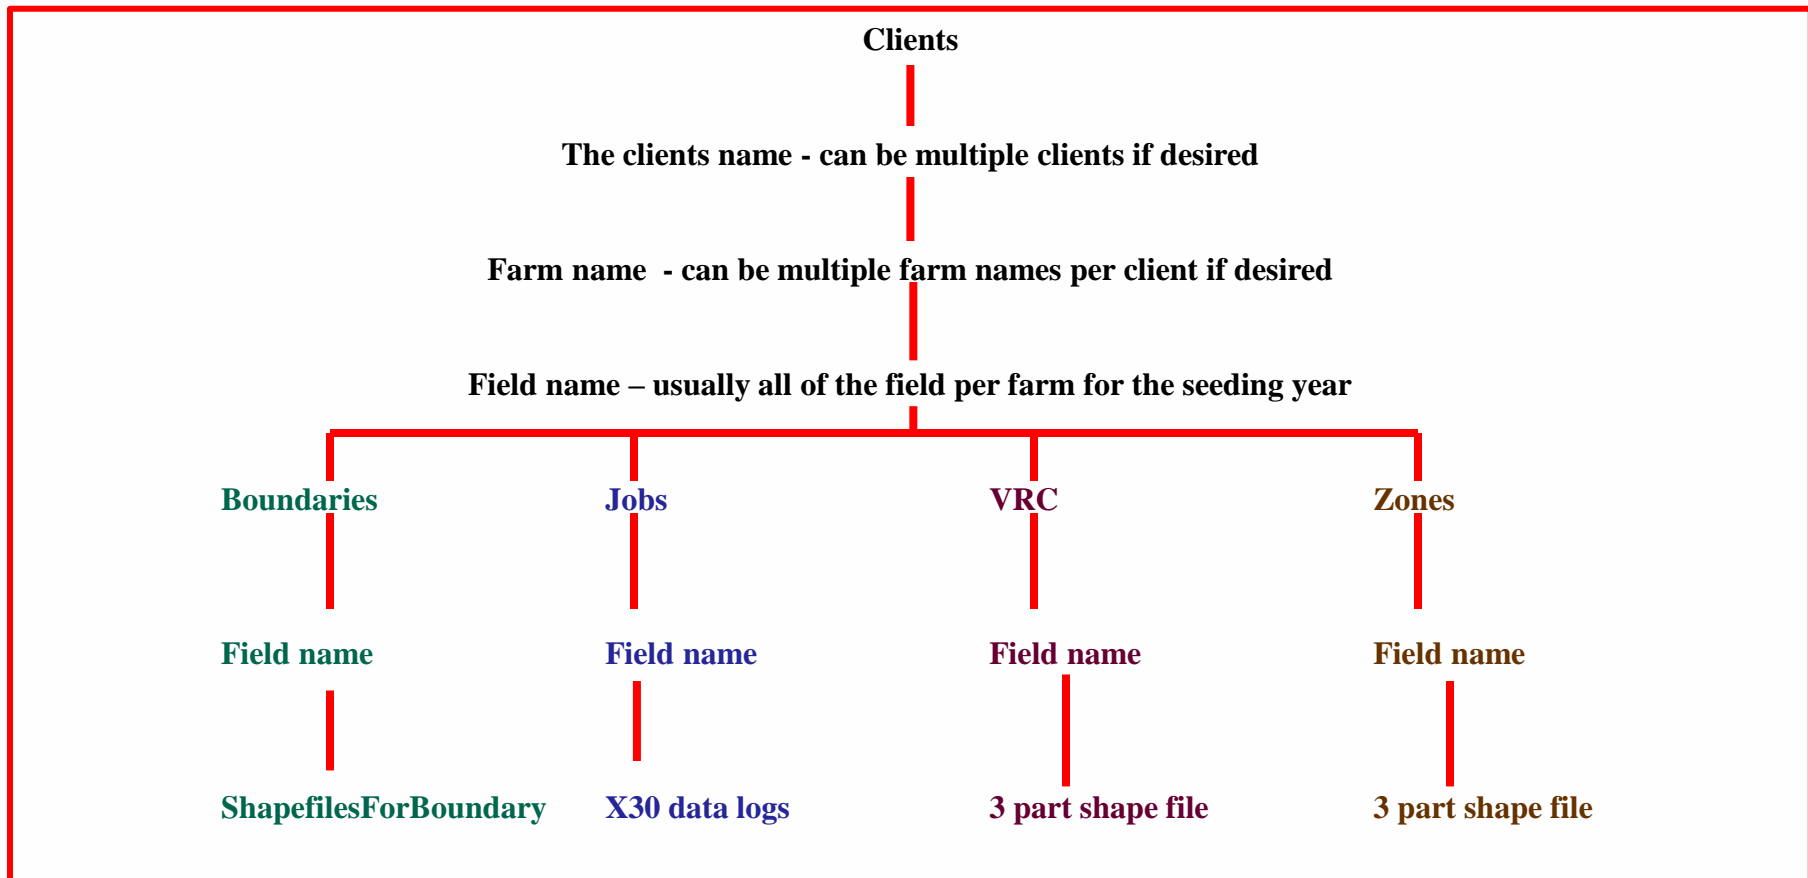 Clients
The clients name - can be multiple clients if desired
Farm name - can be multiple farm names per client if desired
Field name – usually all of the field per farm for the seeding year
Boundaries Jobs VRC Zones
Field name Field name Field name Field name
ShapefilesForBoundary X30 data logs 3 part shape file 3 part shape file